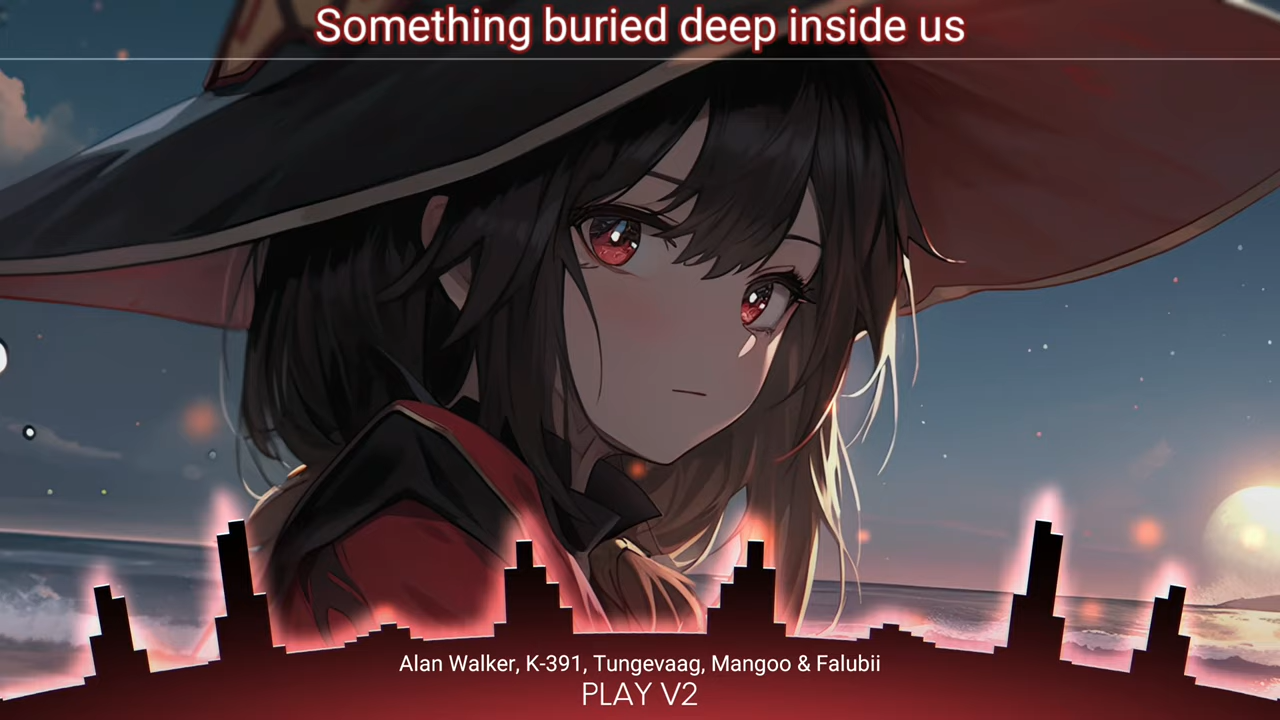 Something buried deep inside us
Alan Walker, K-391, Tungevaag, Mangoo & Falubii
PLAY V2